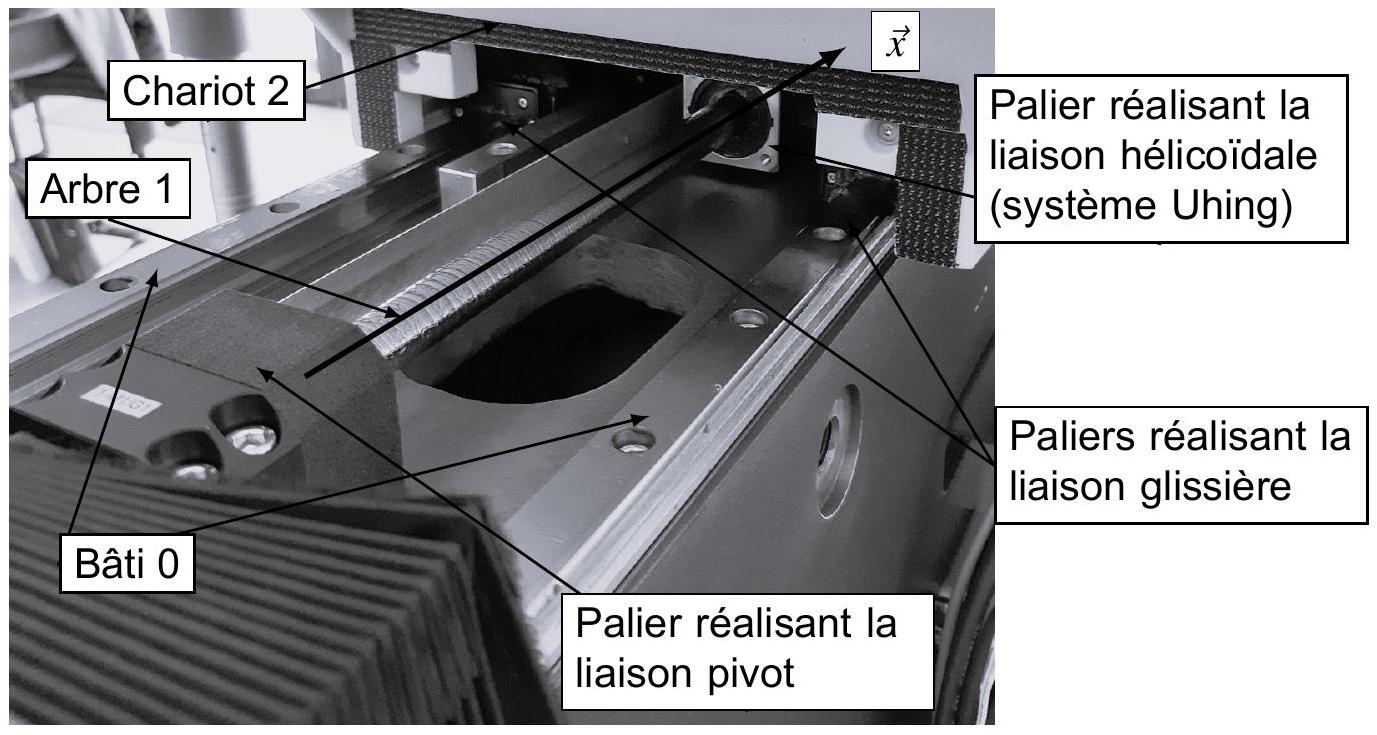 x⃗
Chariot 2
Palier réalisant la
liaison hélicoïdale
(système Uhing)
Arbre 1
Paliers réalisant la
liaison glissière
Bâti 0
Palier réalisant la
liaison pivot